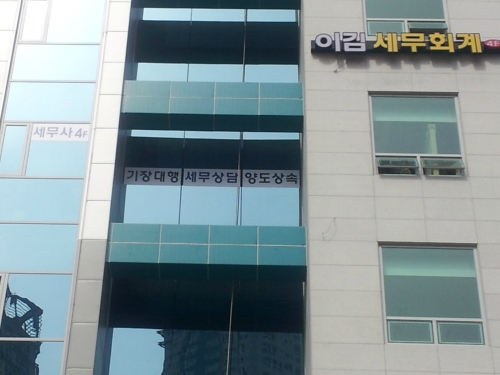 이김 세무회계 4F
세무사 4F
기장대행 세무상담 양도상속